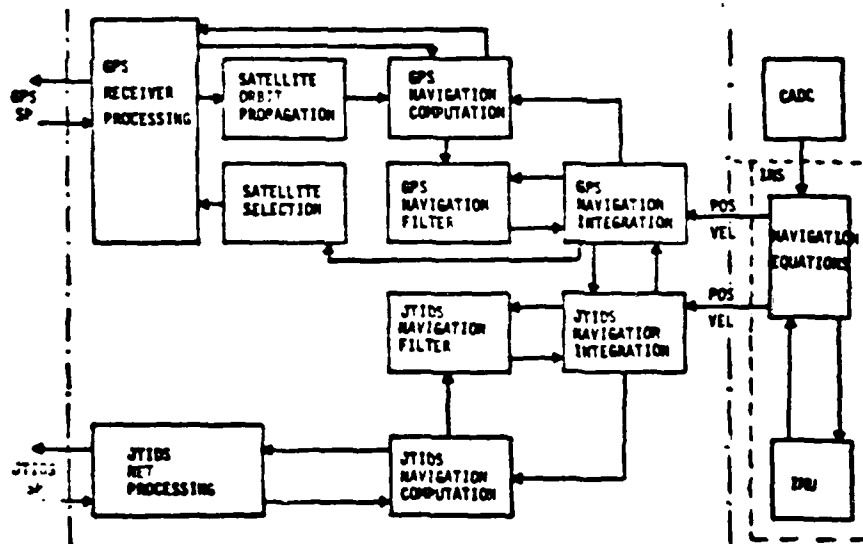 GPS
RECEIVER
PROCESSING
SATELLITE
ORBIT
PROPAGATION
GPS
NAVIGATION
COMPUTATION
CADC
GPS
SP
SATELLITE
SELECTION
GPS
NAVIGATION
FILTER
GPS
NAVIGATION
INTEGRATION
POS
VEL
INS
NAVIGATION
EQUATIONS
JTIDS
NAVIGATION
FILTER
JTIDS
NAVIGATION
INTEGRATION
POS
VEL
JTIDS
NET
PROCESSING
JTIDS
NAVIGATION
COMPUTATION
IMU
JTIDS